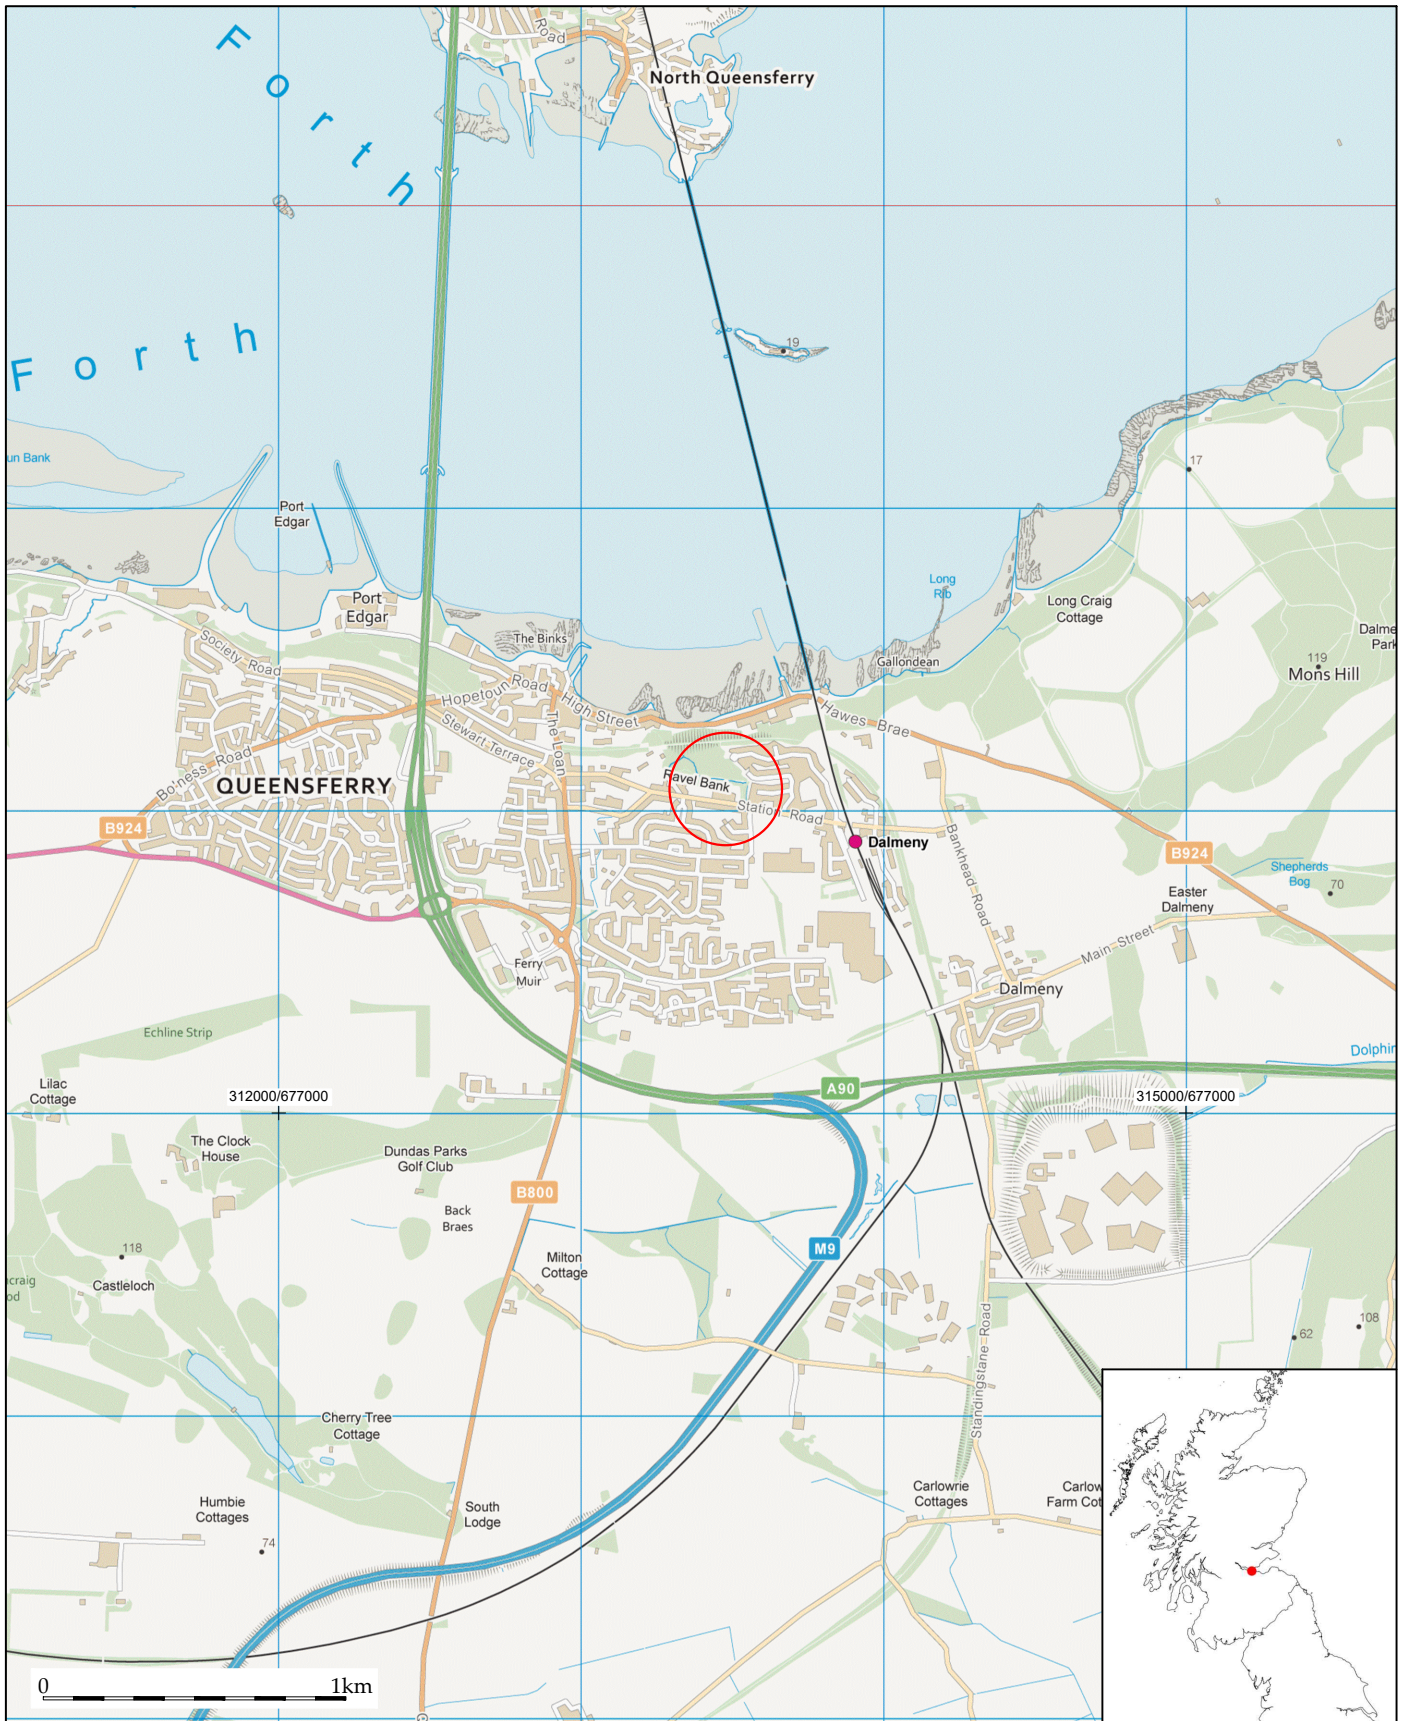 Forth
Road
North Queensferry
Forth
19
17
un Bank
Port
Edgar
Port
Edgar
Long
Rib
Long Craig
Cottage
Dalme
Park
119
Mons Hill
The Binks
Gallondean
Society Road
Hopetoun Road
High Street
Hawes Brae
Stewart Terrace
The Loan
Bo'ness Road
QUEENSFERRY
Ravel Bank
Station Road
B924
Dalmeny
Bankhead Road
B924
Shepherds
Bog
70
Easter
Dalmeny
Main Street
Ferry
Muir
Dalmeny
Echline Strip
Dolphin
Lilac
Cottage
312000/677000
A90
315000/677000
The Clock
House
Dundas Parks
Golf Club
B800
Back
Braes
118
Castleloch
craig
od
Milton
Cottage
M9
Standingstane Road
62
108
Cherry Tree
Cottage
Humbie
Cottages
74
South
Lodge
Carlowrie
Cottages
Carlow
Farm Cot
0
1km